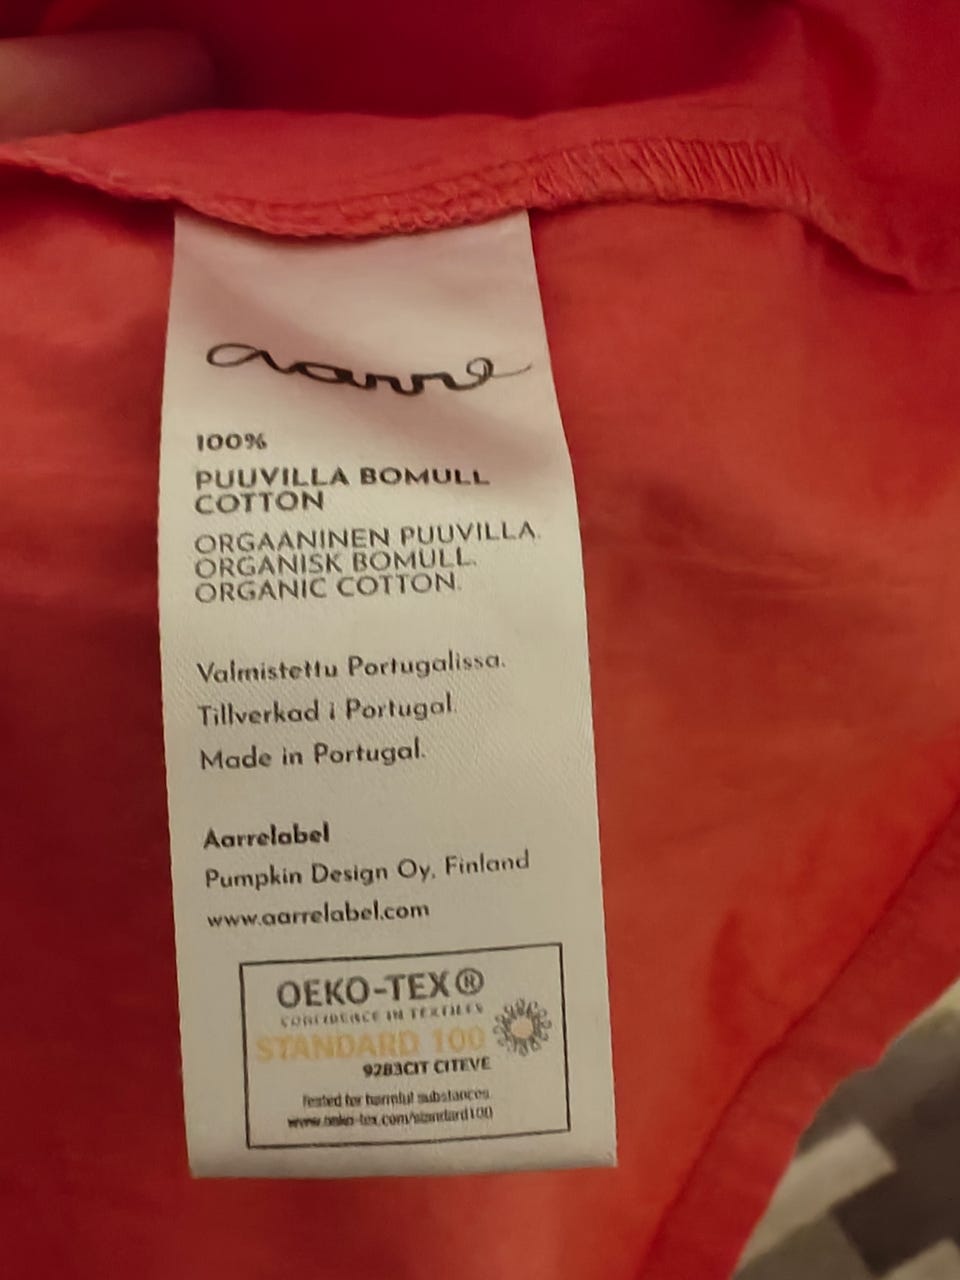 aarre
100%
PUUVILLA BOMULL
COTTON
ORGAANINEN PUUVILLA.
ORGANISK BOMULL.
ORGANIC COTTON.
Valmistettu Portugalissa.
Tillverkad i Portugal.
Made in Portugal.
Aarrelabel
Pumpkin Design Oy, Finland
www.aarrelabel.com
OEKO-TEX®
CONFIDENCE IN TEXTILES
STANDARD 100
9283CIT CITEVE
Tested for harmful substances.
www.oeko-tex.com/standard100